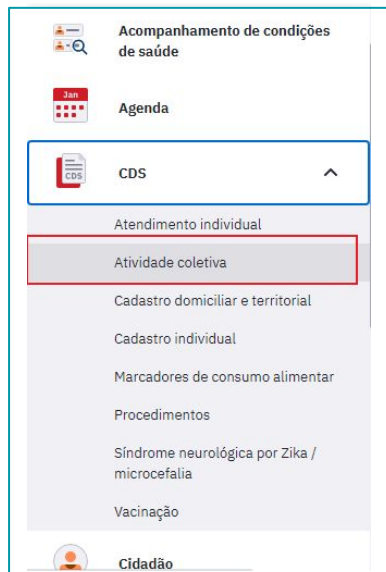 Acompanhamento de condições
de saúde
Jan
Agenda
CDS
CDS
Atendimento individual
Atividade coletiva
Cadastro domiciliar e territorial
Cadastro individual
Marcadores de consumo alimentar
Procedimentos
Síndrome neurológica por Zika /
microcefalia
Vacinação
Cidadão